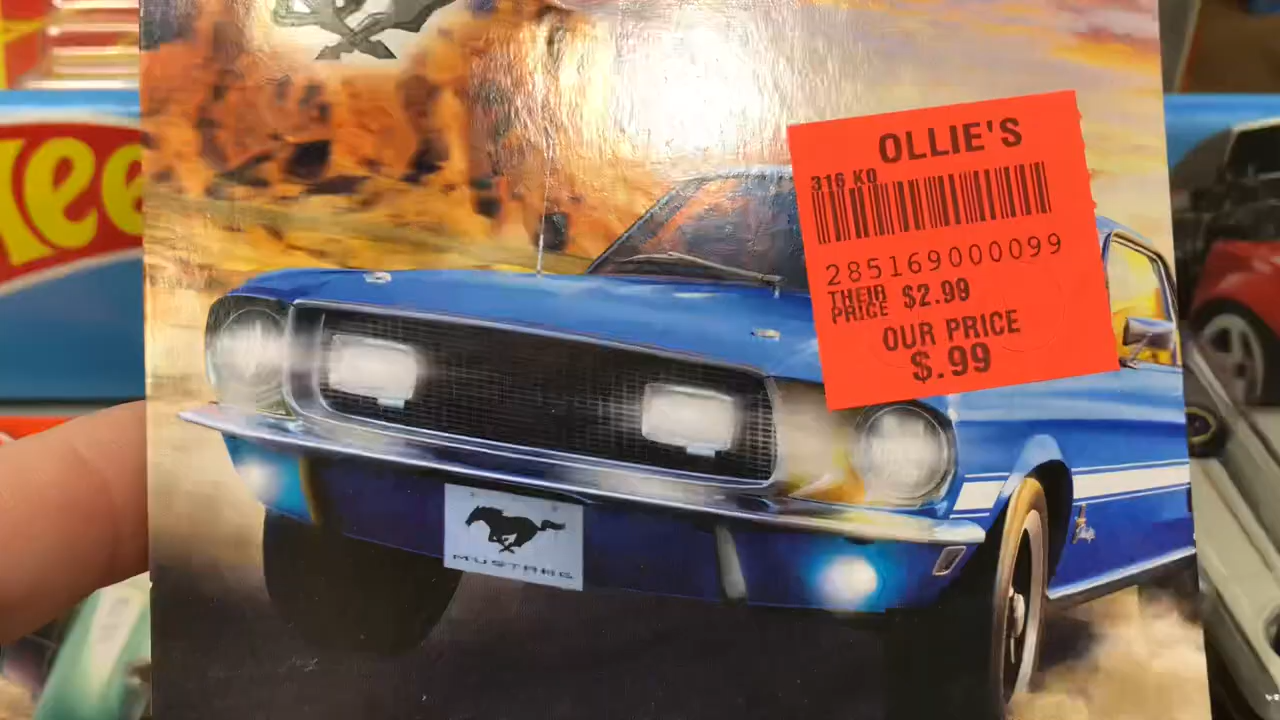 OLLIE'S
316 KO
285169000099
THEIR PRICE $2.99
OUR PRICE
$.99
MUSTANG